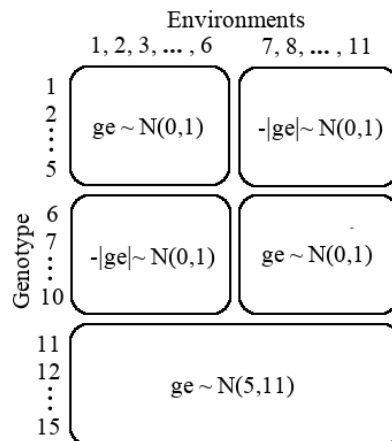 Environments
1, 2, 3, ... , 6 7, 8, ... , 11
Genotype
1
2
⋮
5
ge ~ N(0,1)
-|ge|~ N(0,1)
6
7
⋮
10
-|ge|~ N(0,1)
ge ~ N(0,1)
11
12
⋮
15
ge ~ N(5,11)